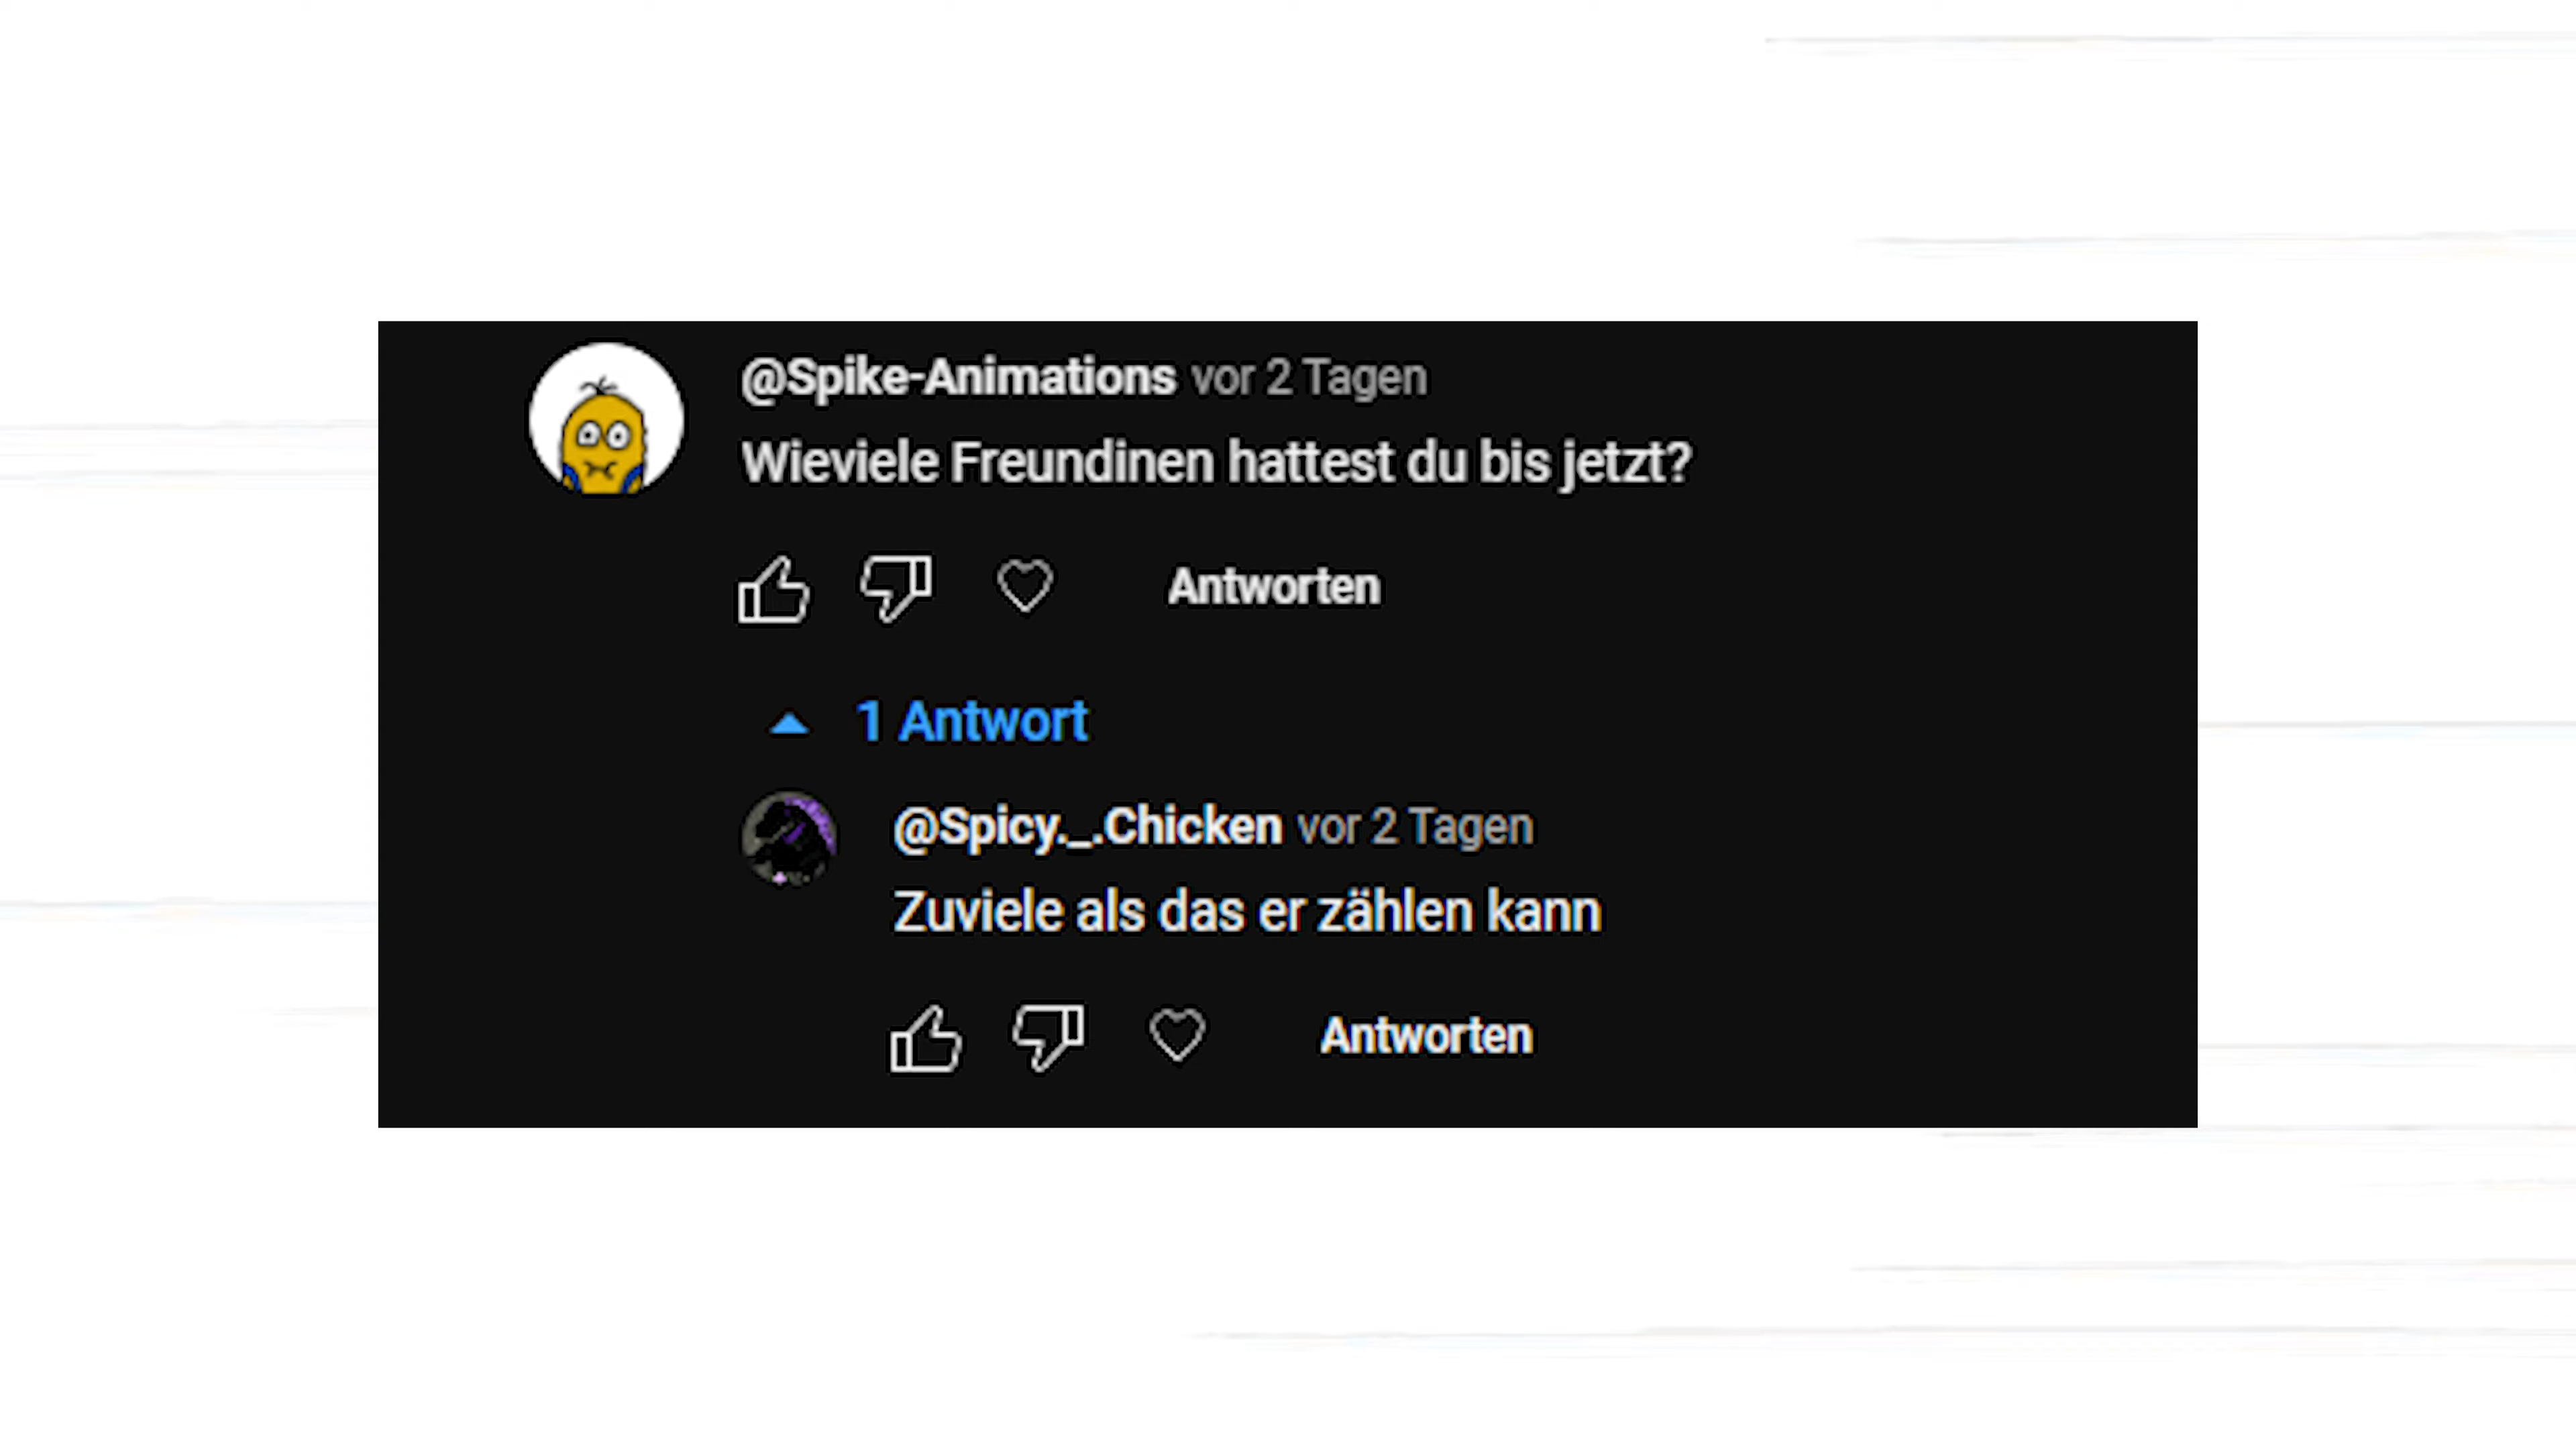 @Spike-Animations vor 2 Tagen
Wieviele Freundinen hattest du bis jetzt?
Antworten
1 Antwort
@Spicy._.Chicken vor 2 Tagen
Zuviele als das er zählen kann
Antworten